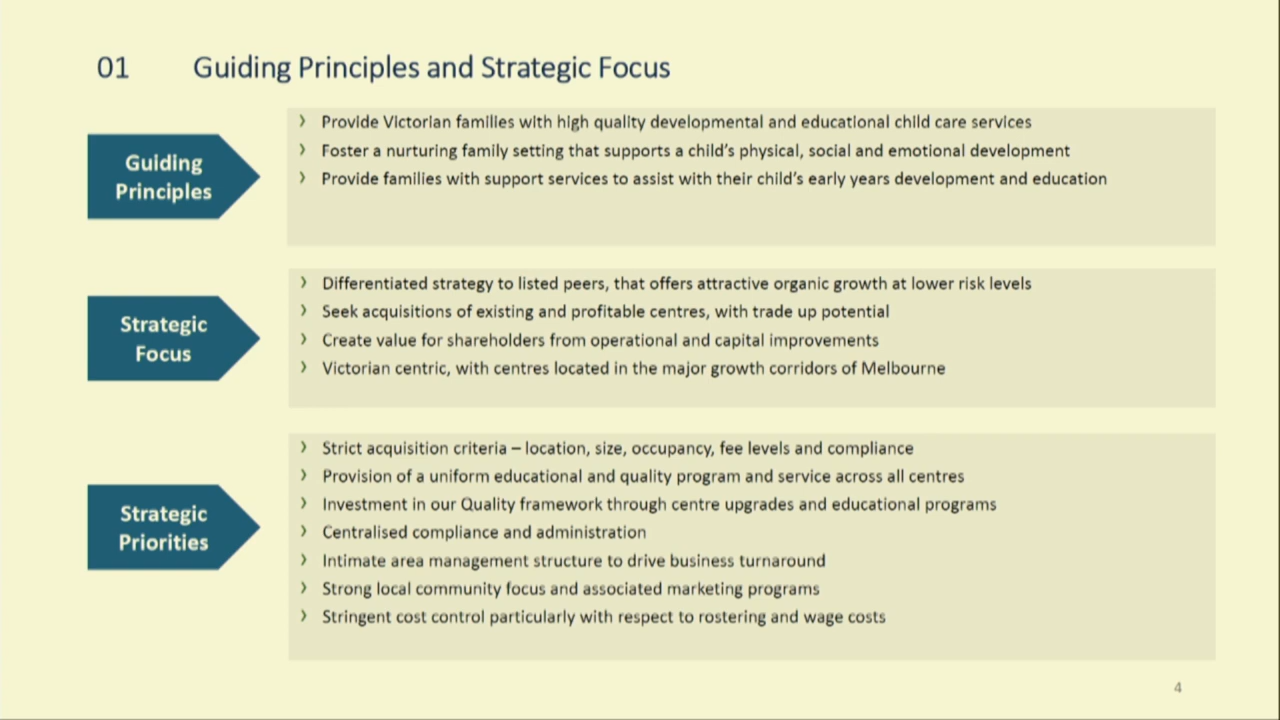 01 Guiding Principles and Strategic Focus
Guiding
Principles
› Provide Victorian families with high quality developmental and educational child care services
› Foster a nurturing family setting that supports a child’s physical, social and emotional development
› Provide families with support services to assist with their child’s early years development and education
Strategic
Focus
› Differentiated strategy to listed peers, that offers attractive organic growth at lower risk levels
› Seek acquisitions of existing and profitable centres, with trade up potential
› Create value for shareholders from operational and capital improvements
› Victorian centric, with centres located in the major growth corridors of Melbourne
Strategic
Priorities
› Strict acquisition criteria – location, size, occupancy, fee levels and compliance
› Provision of a uniform educational and quality program and service across all centres
› Investment in our Quality framework through centre upgrades and educational programs
› Centralised compliance and administration
› Intimate area management structure to drive business turnaround
› Strong local community focus and associated marketing programs
› Stringent cost control particularly with respect to rostering and wage costs
4